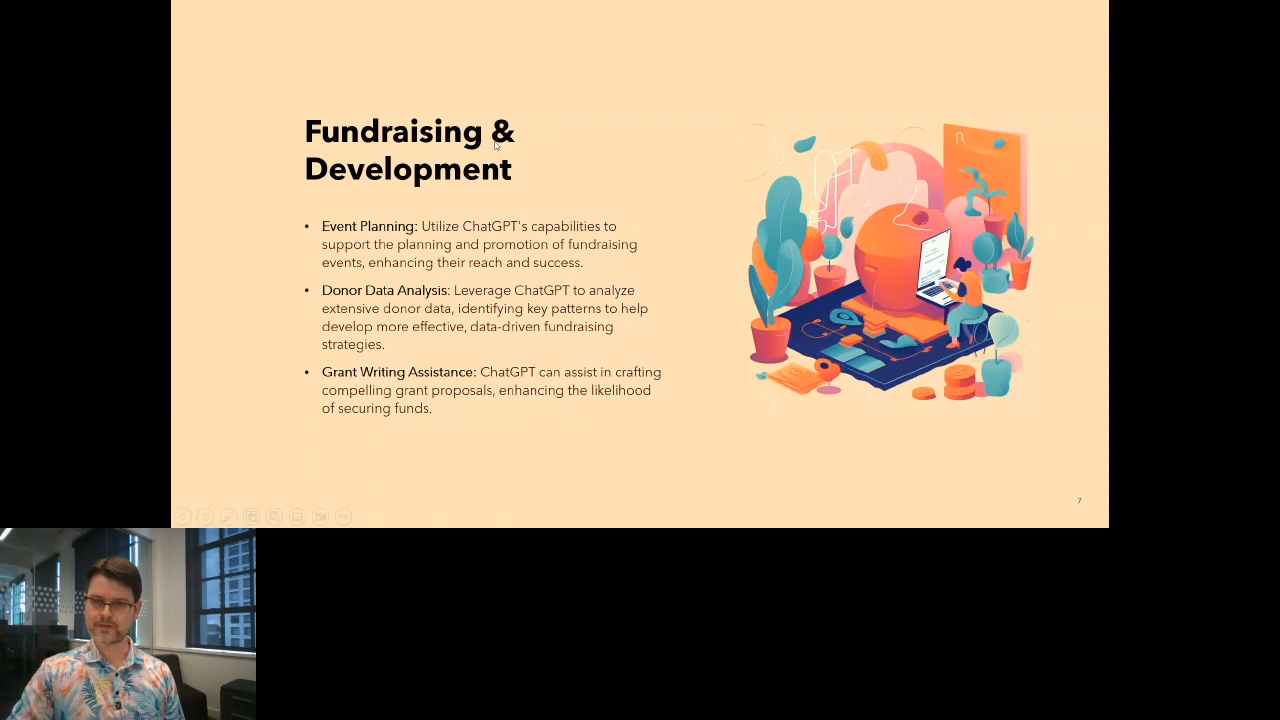 Fundraising &
Development
• Event Planning: Utilize ChatGPT's capabilities to
support the planning and promotion of fundraising
events, enhancing their reach and success.
• Donor Data Analysis: Leverage ChatGPT to analyze
extensive donor data, identifying key patterns to help
develop more effective, data-driven fundraising
strategies.
• Grant Writing Assistance: ChatGPT can assist in crafting
compelling grant proposals, enhancing the likelihood
of securing funds.
7